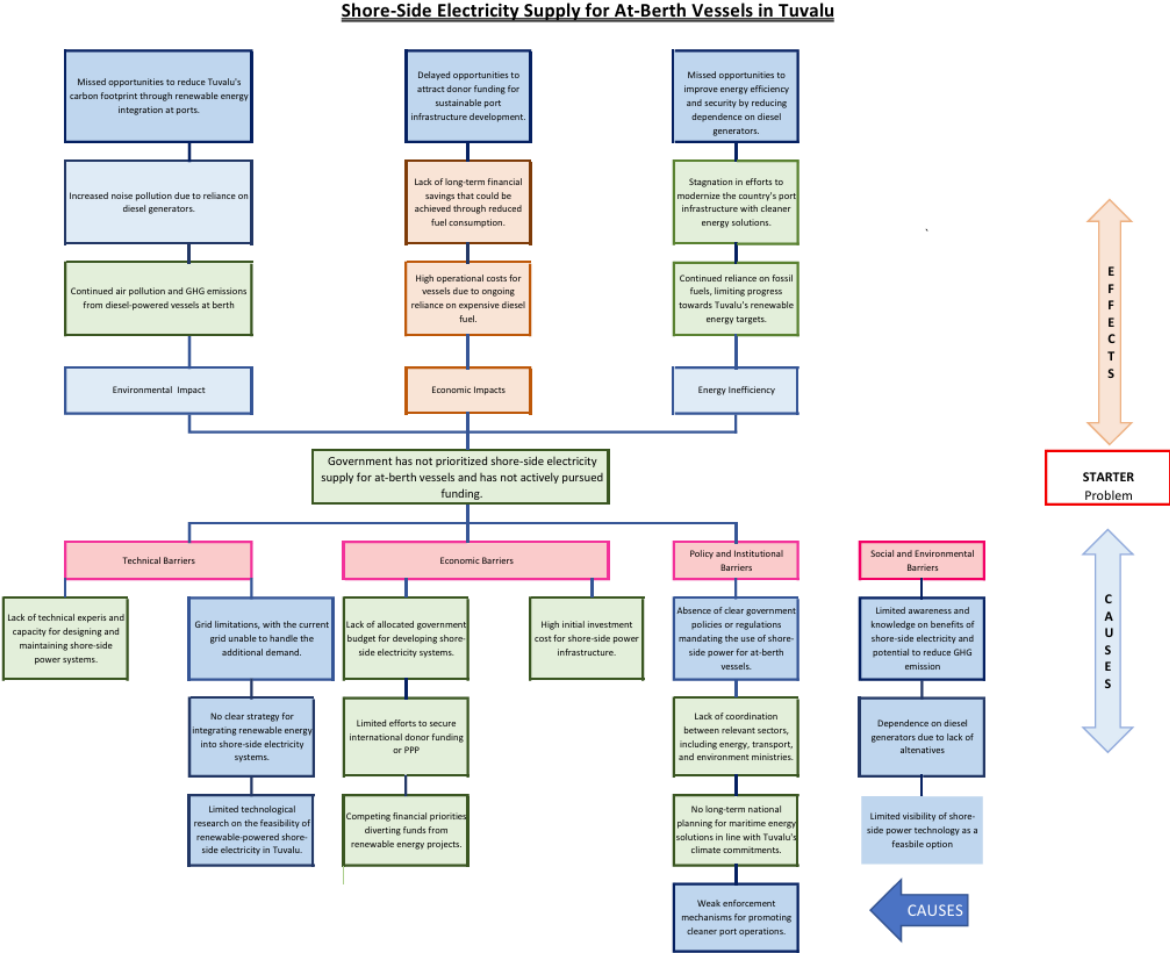 Shore-Side Electricity Supply for At-Berth Vessels in Tuvalu
Missed opportunities to reduce Tuvalu's
carbon footprint through renewable energy
integration at ports.
Delayed opportunities to
attract donor funding for
sustainable port
infrastructure development.
Missed opportunities to
improve energy efficiency
and security by reducing
dependence on diesel
generators.
Increased noise pollution due to reliance on
diesel generators.
Lack of long-term financial
savings that could be
achieved through reduced
fuel consumption.
Stagnation in efforts to
modernize the country's port
infrastructure with cleaner
energy solutions.
Continued air pollution and GHG emissions
from diesel-powered vessels at berth
High operational costs for
vessels due to ongoing
reliance on expensive diesel
fuel.
Continued reliance on fossil
fuels, limiting progress
towards Tuvalu's renewable
energy targets.
EFFECTS
Environmental Impact
Economic Impacts
Energy Inefficiency
Government has not prioritized shore-side electricity
supply for at-berth vessels and has not actively pursued
funding.
STARTER
Problem
Technical Barriers
Economic Barriers
Policy and Institutional
Barriers
Social and Environmental
Barriers
Lack of technical experis and
capacity for designing and
maintaining shore-side
power systems.
Grid limitations, with the current
grid unable to handle the
additional demand.
Lack of allocated government
budget for developing shore-
side electricity systems.
High initial investment
cost for shore-side power
infrastructure.
Absence of clear government
policies or regulations
mandating the use of shore-
side power for at-berth
vessels.
Limited awareness and
knowledge on benefits of
shore-side electricity and
potential to reduce GHG
emission
CAUSES
No clear strategy for
integrating renewable energy
into shore-side electricity
systems.
Limited efforts to secure
international donor funding
or PPP
Lack of coordination
between relevant sectors,
including energy, transport,
and environment ministries.
Dependence on diesel
generators due to lack of
altenatives
Limited technological
research on the feasibility of
renewable-powered shore-
side electricity in Tuvalu.
Competing financial priorities
diverting funds from
renewable energy projects.
No long-term national
planning for maritime energy
solutions in line with Tuvalu's
climate commitments.
Limited visibility of shore-
side power technology as a
feasbile option
Weak enforcement
mechanisms for promoting
cleaner port operations.
CAUSES